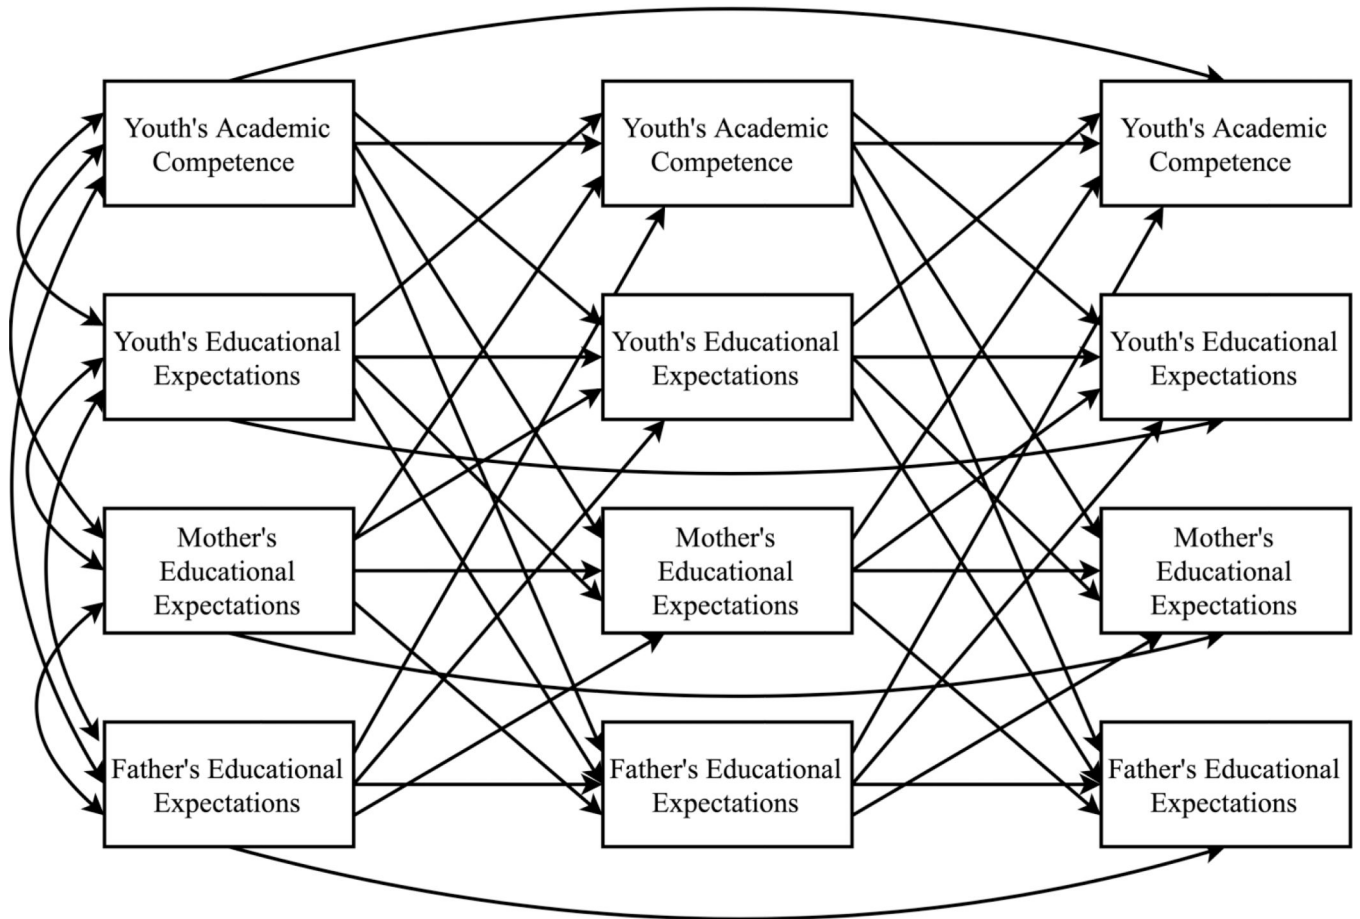 Youth's Academic
Competence
Youth's Academic
Competence
Youth's Academic
Competence
Youth's Educational
Expectations
Youth's Educational
Expectations
Youth's Educational
Expectations
Mother's
Educational
Expectations
Mother's
Educational
Expectations
Mother's
Educational
Expectations
Father's Educational
Expectations
Father's Educational
Expectations
Father's Educational
Expectations